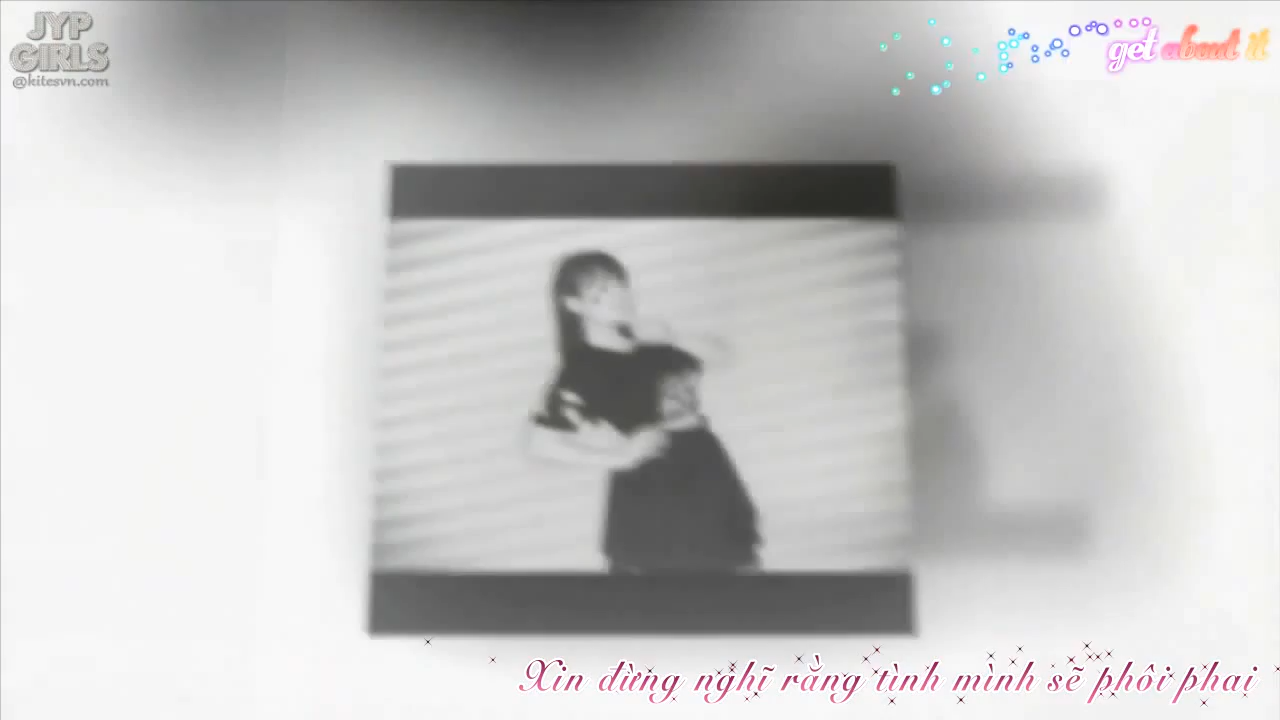 JYP
GIRLS
@kitesvn.com
get about it
Xin đừng nghĩ rằng tình mình sẽ phôi phai